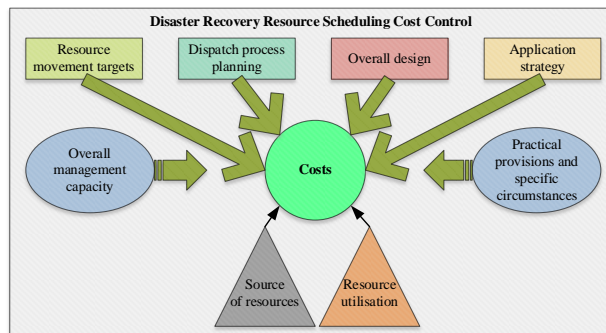 Disaster Recovery Resource Scheduling Cost Control
Resource
movement targets
Dispatch process
planning
Overall design
Application
strategy
Overall
management
capacity
Costs
Practical
provisions and
specific
circumstances
Source
of resources
Resource
utilisation